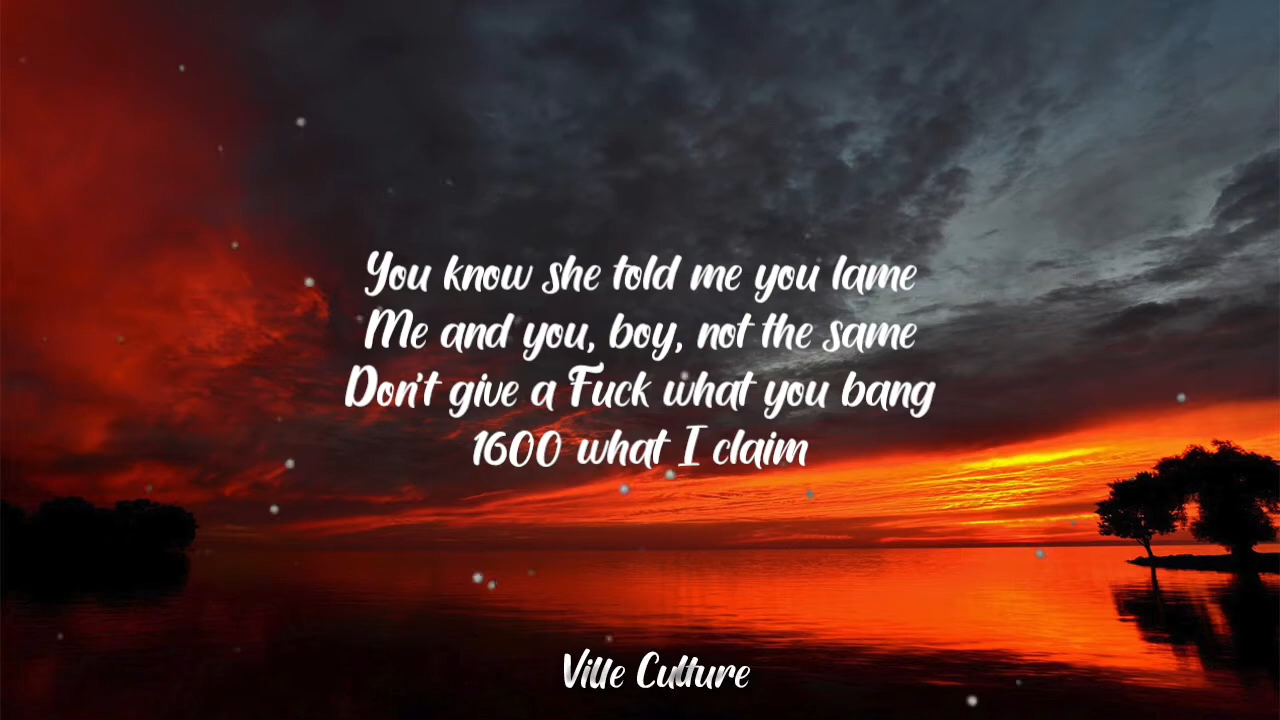 You know she told me you lame
Me and you, boy, not the same
Don't give a Fuck what you bang
1600 what I claim
Ville Culture